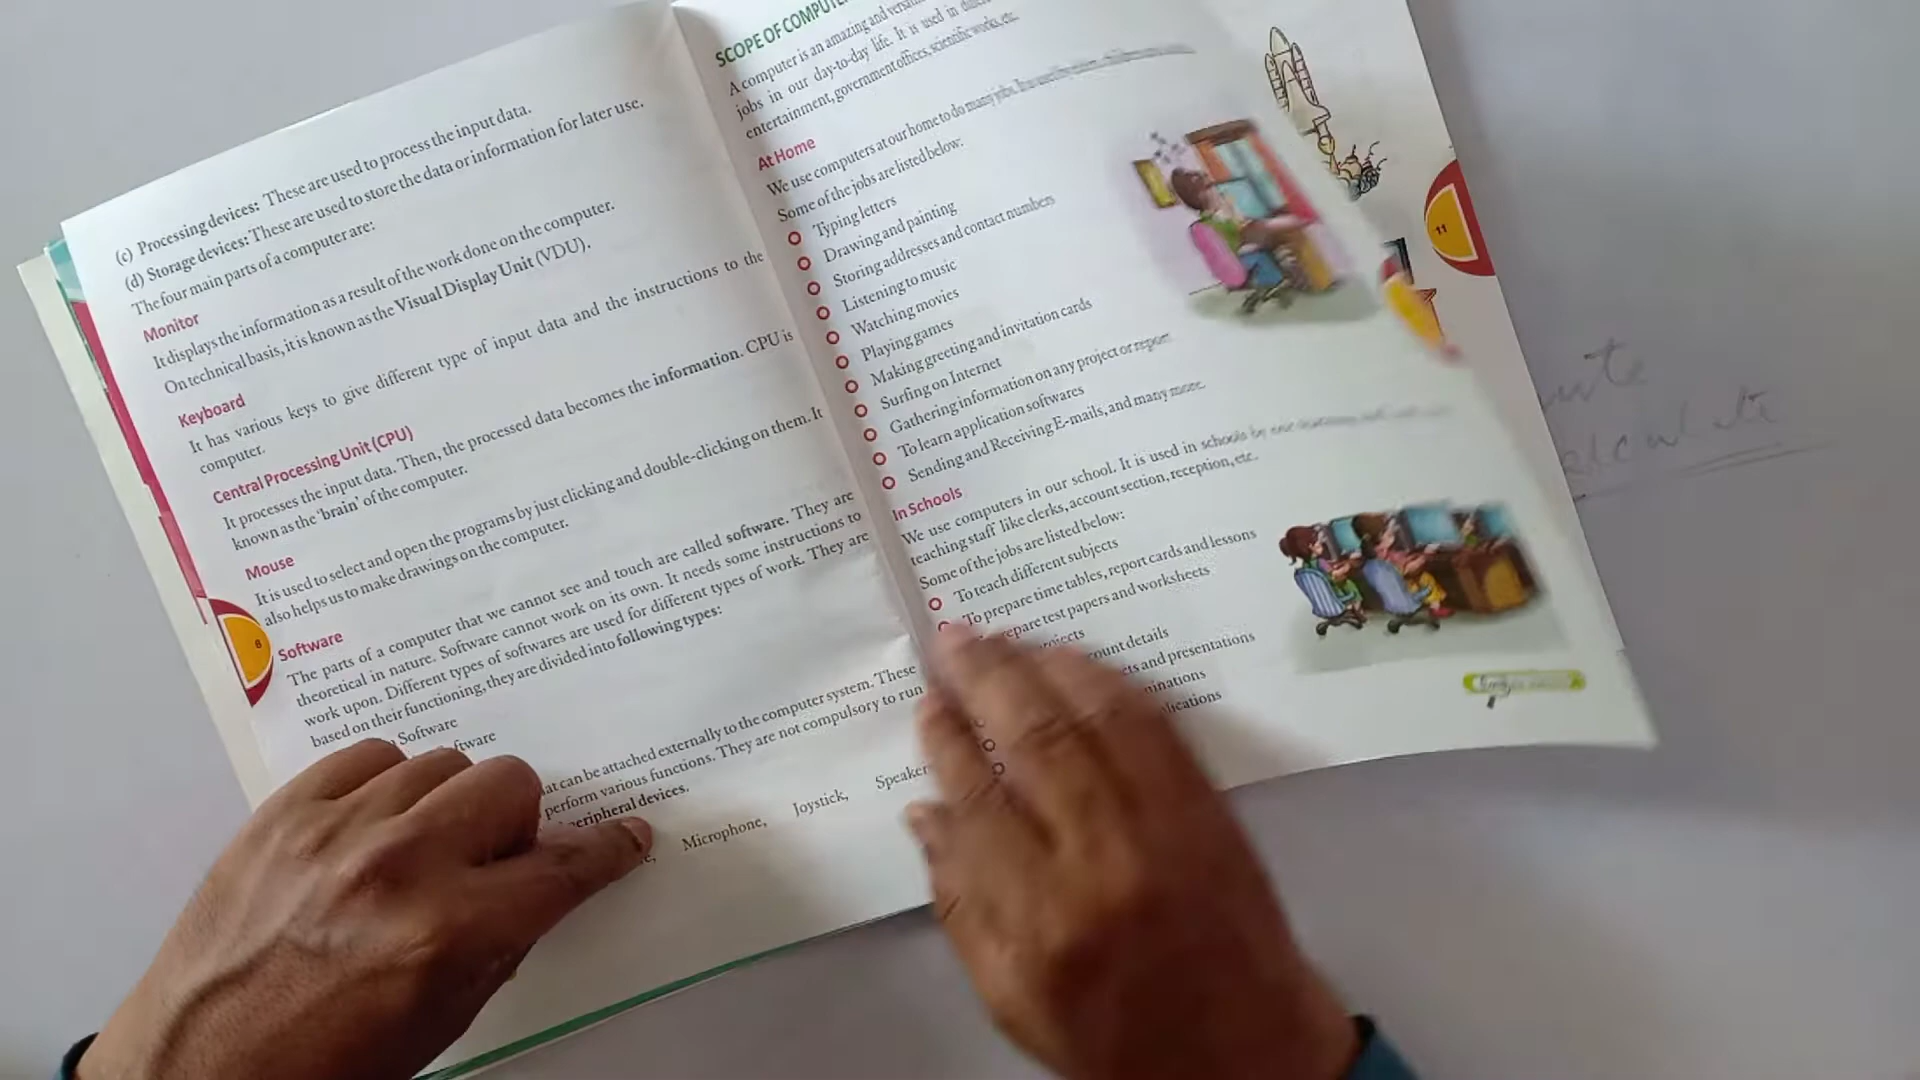 (c) Processing devices: These are used to process the input data.
(d) Storage devices: These are used to store the data or information for later use.
The four main parts of a computer are:
Monitor
It displays the information as a result of the work done on the computer.
On technical basis, it is known as the Visual Display Unit (VDU).
Keyboard
It has various keys to give different type of input data and the instructions to the
computer.
Central Processing Unit (CPU)
It processes the input data. Then, the processed data becomes the information. CPU is
known as the 'brain' of the computer.
Mouse
It is used to select and open the programs by just clicking and double-clicking on them. It
also helps us to make drawings on the computer.
Software
The parts of a computer that we cannot see and touch are called software. They are
theoretical in nature. Software cannot work on its own. It needs some instructions to
work upon. Different types of softwares are used for different types of work. They are
based on their functioning, they are divided into following types:
Software
can be attached externally to the computer system. These
perform various functions. They are not compulsory to run
peripheral devices.
Microphone, Joystick, Speaker
8
SCOPE OF COMPUTE
A computer is an amazing and
jobs in our day-to-day life. It is used in
entertainment, government offices, scientific works, etc.
At Home
We use computers at our home to do many jobs.
Some of the jobs are listed below:
Typing letters
Drawing and painting
Storing addresses and contact numbers
Listening to music
Watching movies
Playing games
Making greeting and invitation cards
Surfing on Internet
Gathering information on any project or report
To learn application softwares
Sending and Receiving E-mails, and many more.
In Schools
We use computers in our school. It is used in schools by
teaching staff like clerks, account section, reception, etc.
Some of the jobs are listed below:
To teach different subjects
To prepare time tables, report cards and lessons
prepare test papers and worksheets
details
and presentations
11